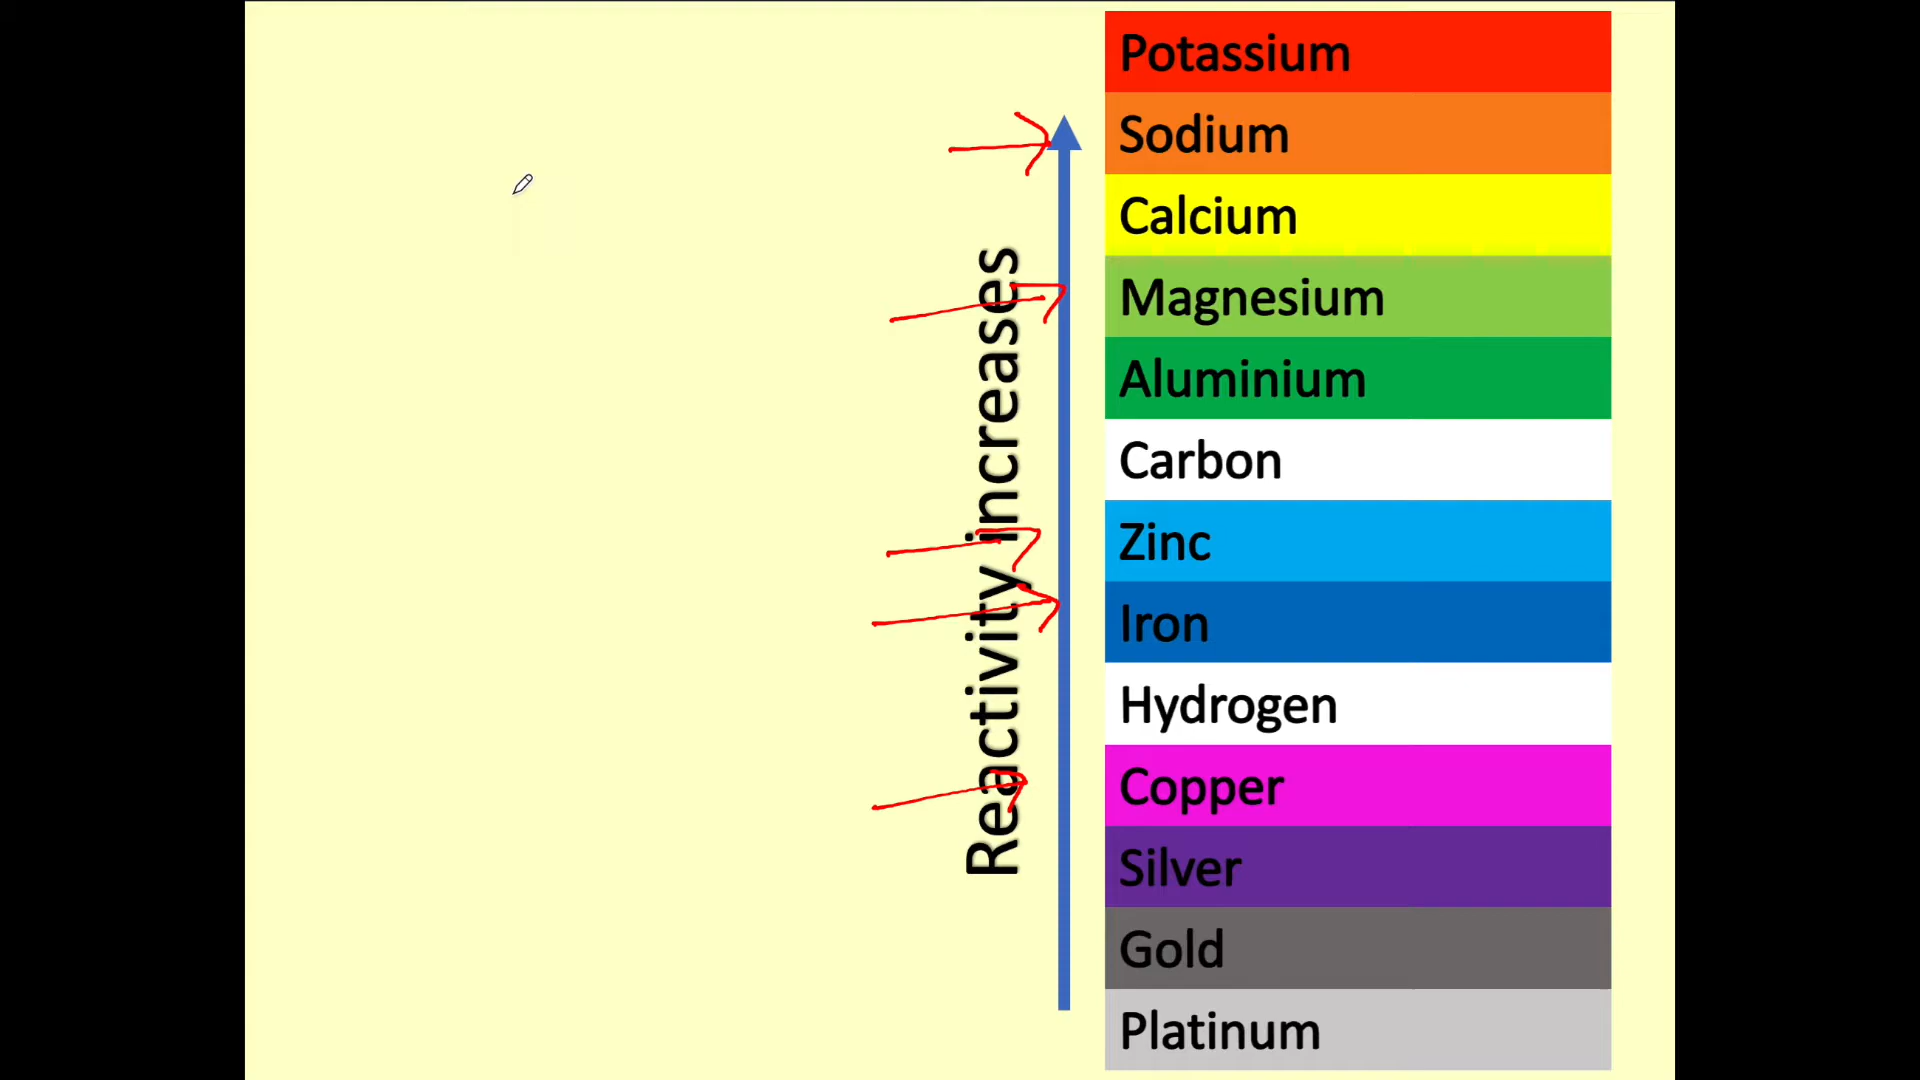 Reactivity increases
Potassium
Sodium
Calcium
Magnesium
Aluminium
Carbon
Zinc
Iron
Hydrogen
Copper
Silver
Gold
Platinum